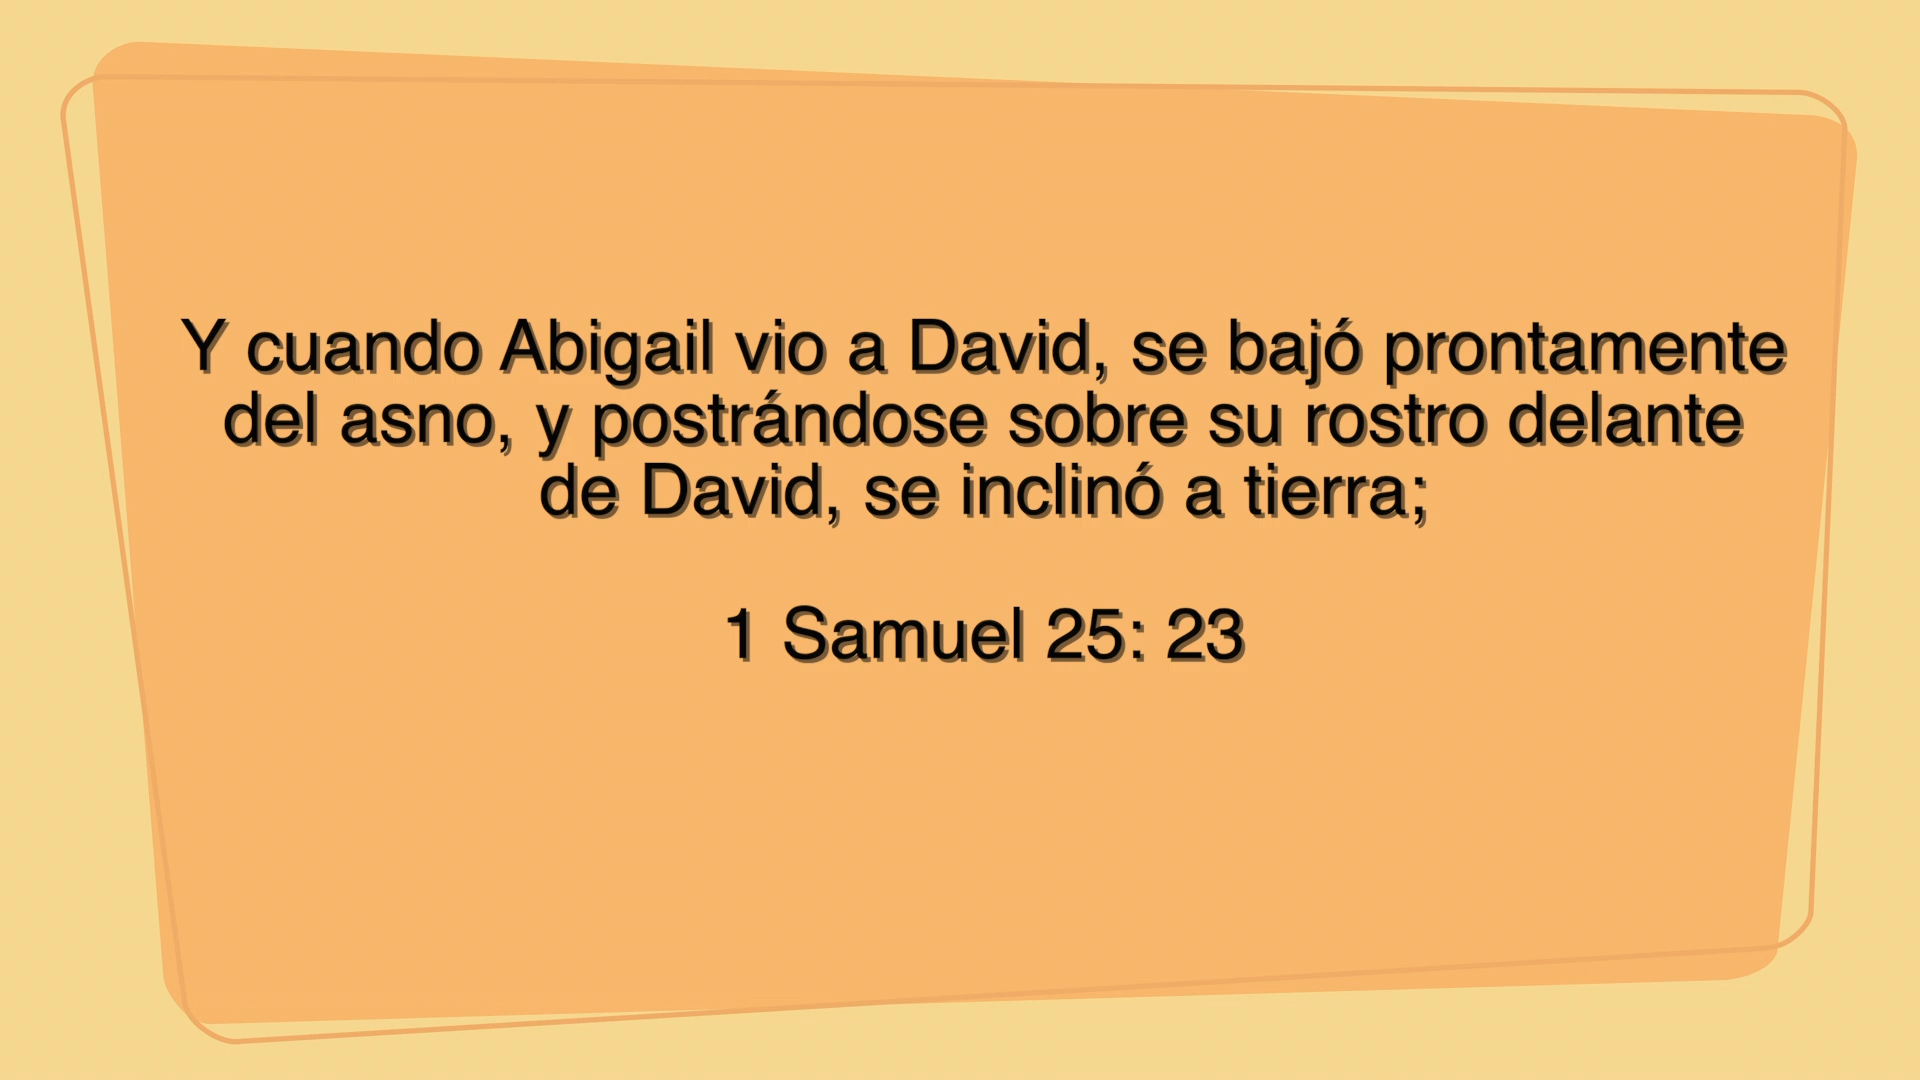 Y cuando Abigail vio a David, se bajó prontamente
del asno, y postrándose sobre su rostro delante
de David, se inclinó a tierra;
1 Samuel 25: 23